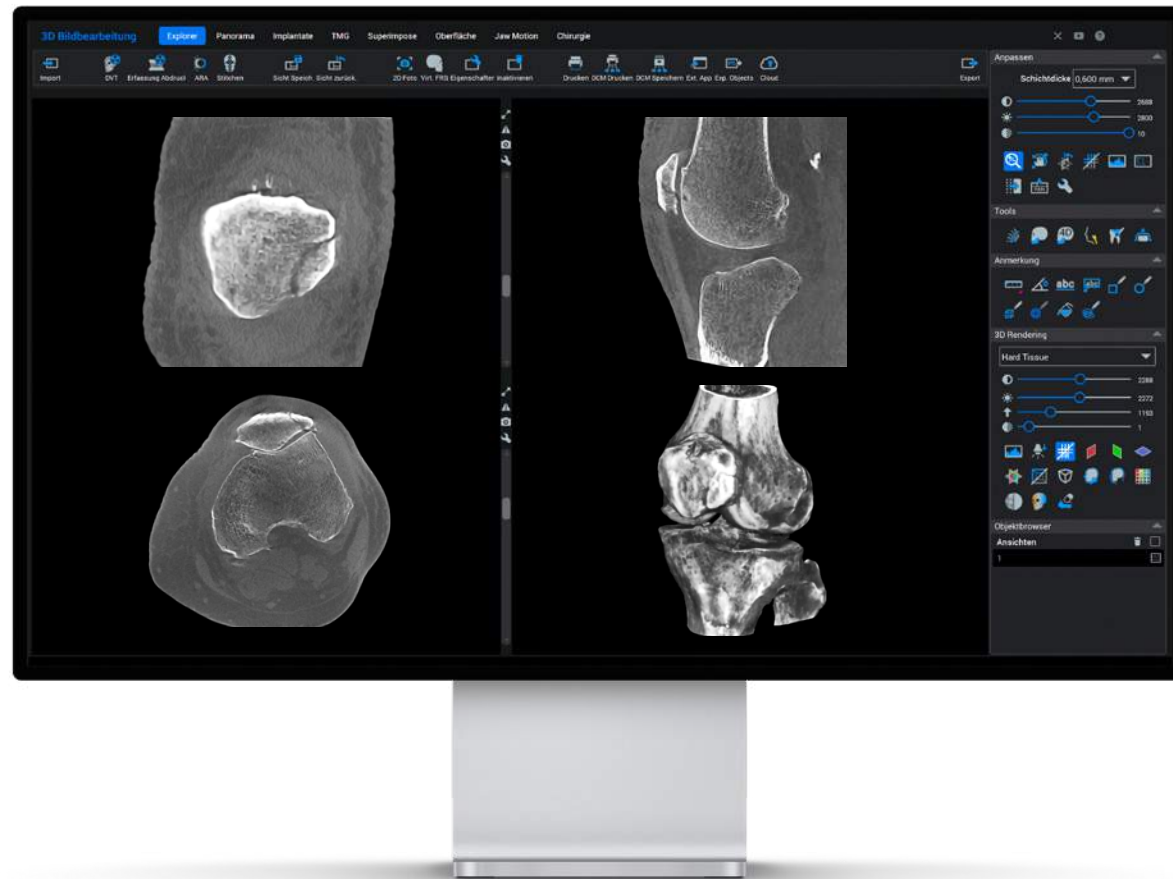 3D Bildbearbeitung Explorer Panorama Implantate TMG Superimpose Oberfläche Jaw Motion Chirurgie
Import DVT Erfassung Abdruck ARA Stitchen Sicht Speich. Sicht zurück. 2D Foto Virt. FRS Eigenschaften inaktivieren Drucken DCM Drucken DCM Speichern Ext. App Exp. Objects Cloud Export
Anpassen
Schichtdicke 0,600 mm
2688
2800
10
Tools
4D
Anmerkung
abc abc
3D Rendering
Hard Tissue
2288
2272
1163
1
Objektbrowser
Ansichten
1